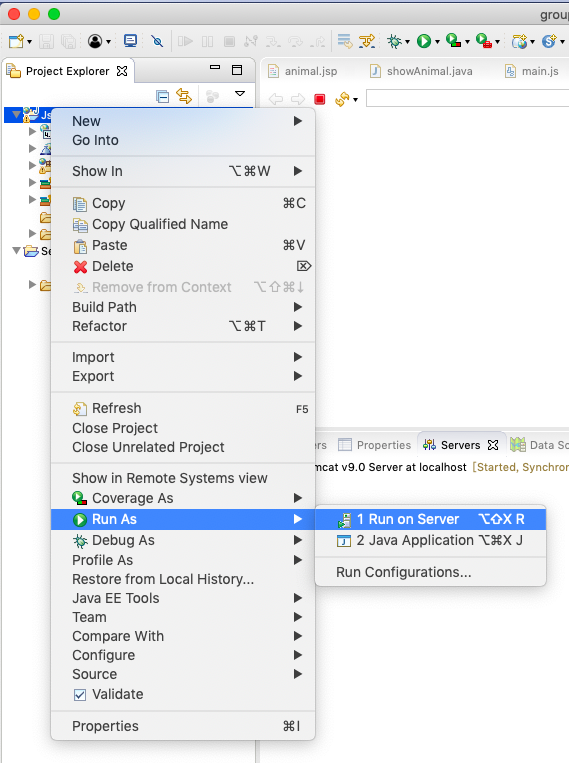 group
Project Explorer
animal.jsp
showAnimal.java
main.js
Js
Se
New
Go Into
Show In ⌥⌘W
Copy ⌘C
Copy Qualified Name
Paste ⌘V
Delete ⌦
Remove from Context ⌥⇧⌘↓
Build Path
Refactor ⌥⌘T
Import
Export
Refresh F5
Close Project
Close Unrelated Project
Show in Remote Systems view
Coverage As
Run As
Debug As
Profile As
Restore from Local History...
Java EE Tools
Team
Compare With
Configure
Source
Validate
Properties ⌘I
ers
Properties
Servers
Data So
mcat v9.0 Server at localhost [Started, Synchron
1 Run on Server ⌥⇧X R
2 Java Application ⌥⌘X J
Run Configurations...